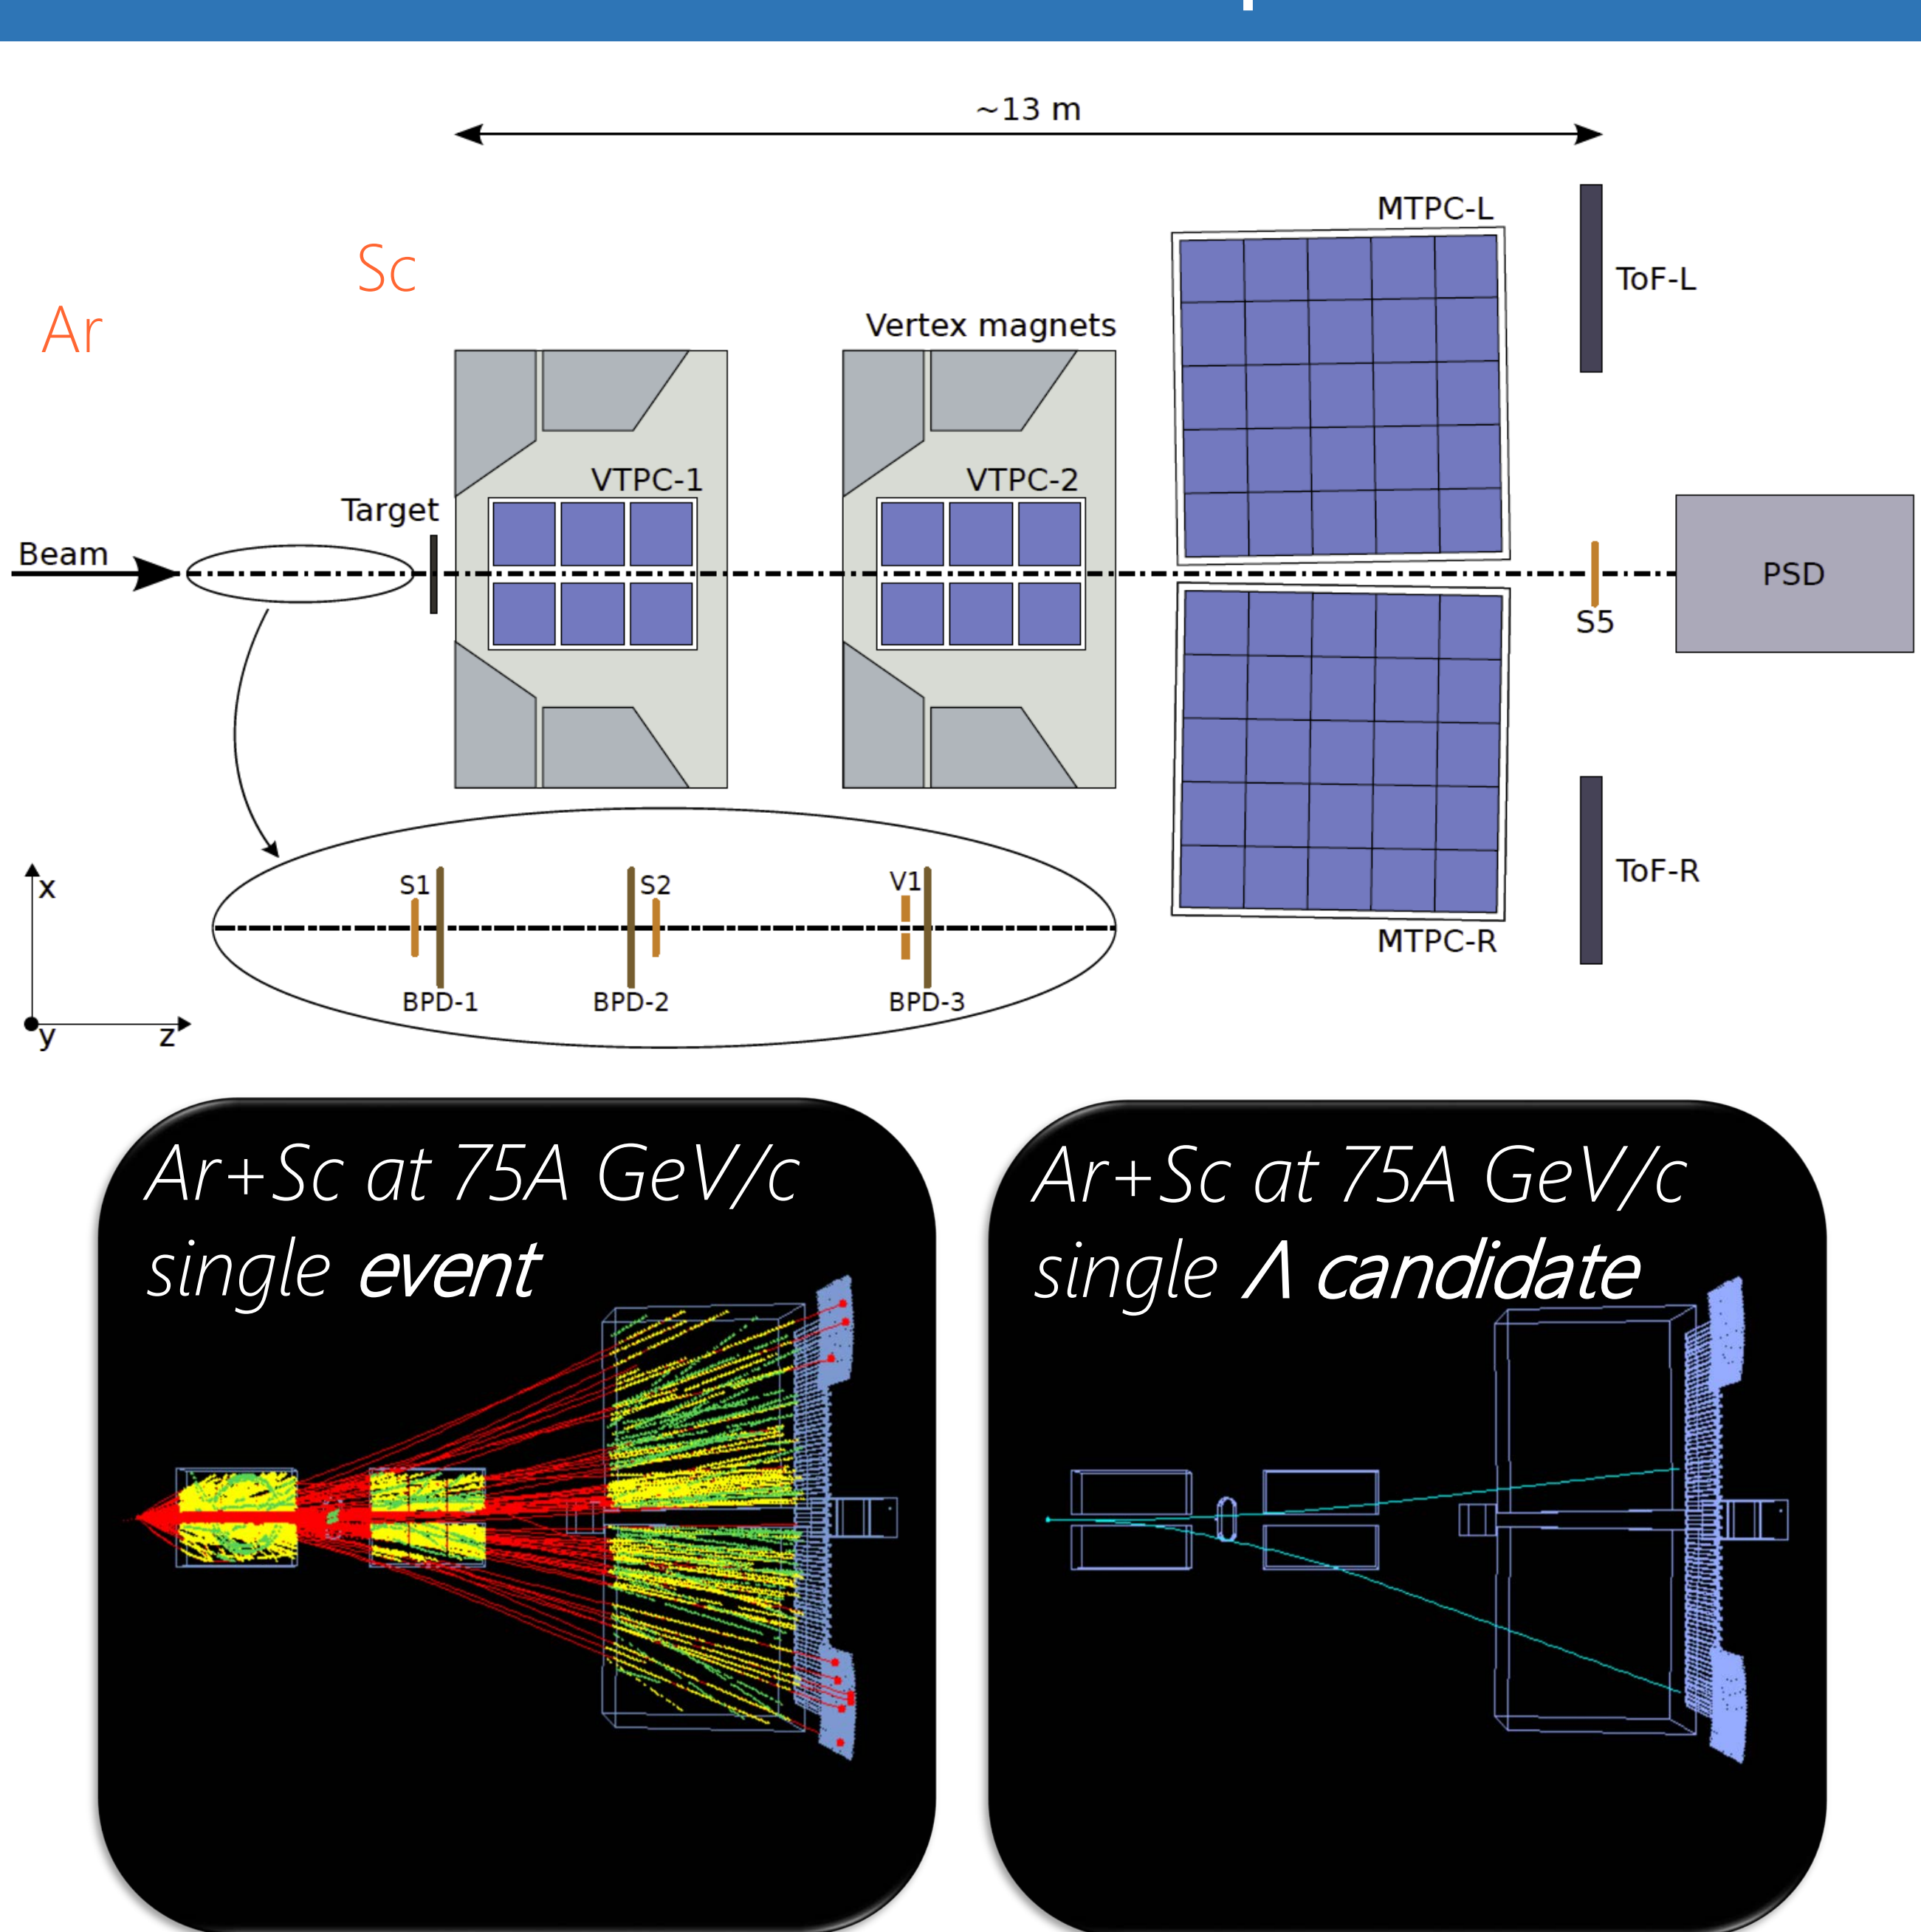 ~13 m
MTPC-L
Sc
ToF-L
Ar
Vertex magnets
VTPC-1
VTPC-2
Target
Beam
PSD
S5
ToF-R
S1
S2
V1
x
MTPC-R
BPD-1
BPD-2
BPD-3
y
z
Ar+Sc at 75A GeV/c
single event
Ar+Sc at 75A GeV/c
single Λ candidate